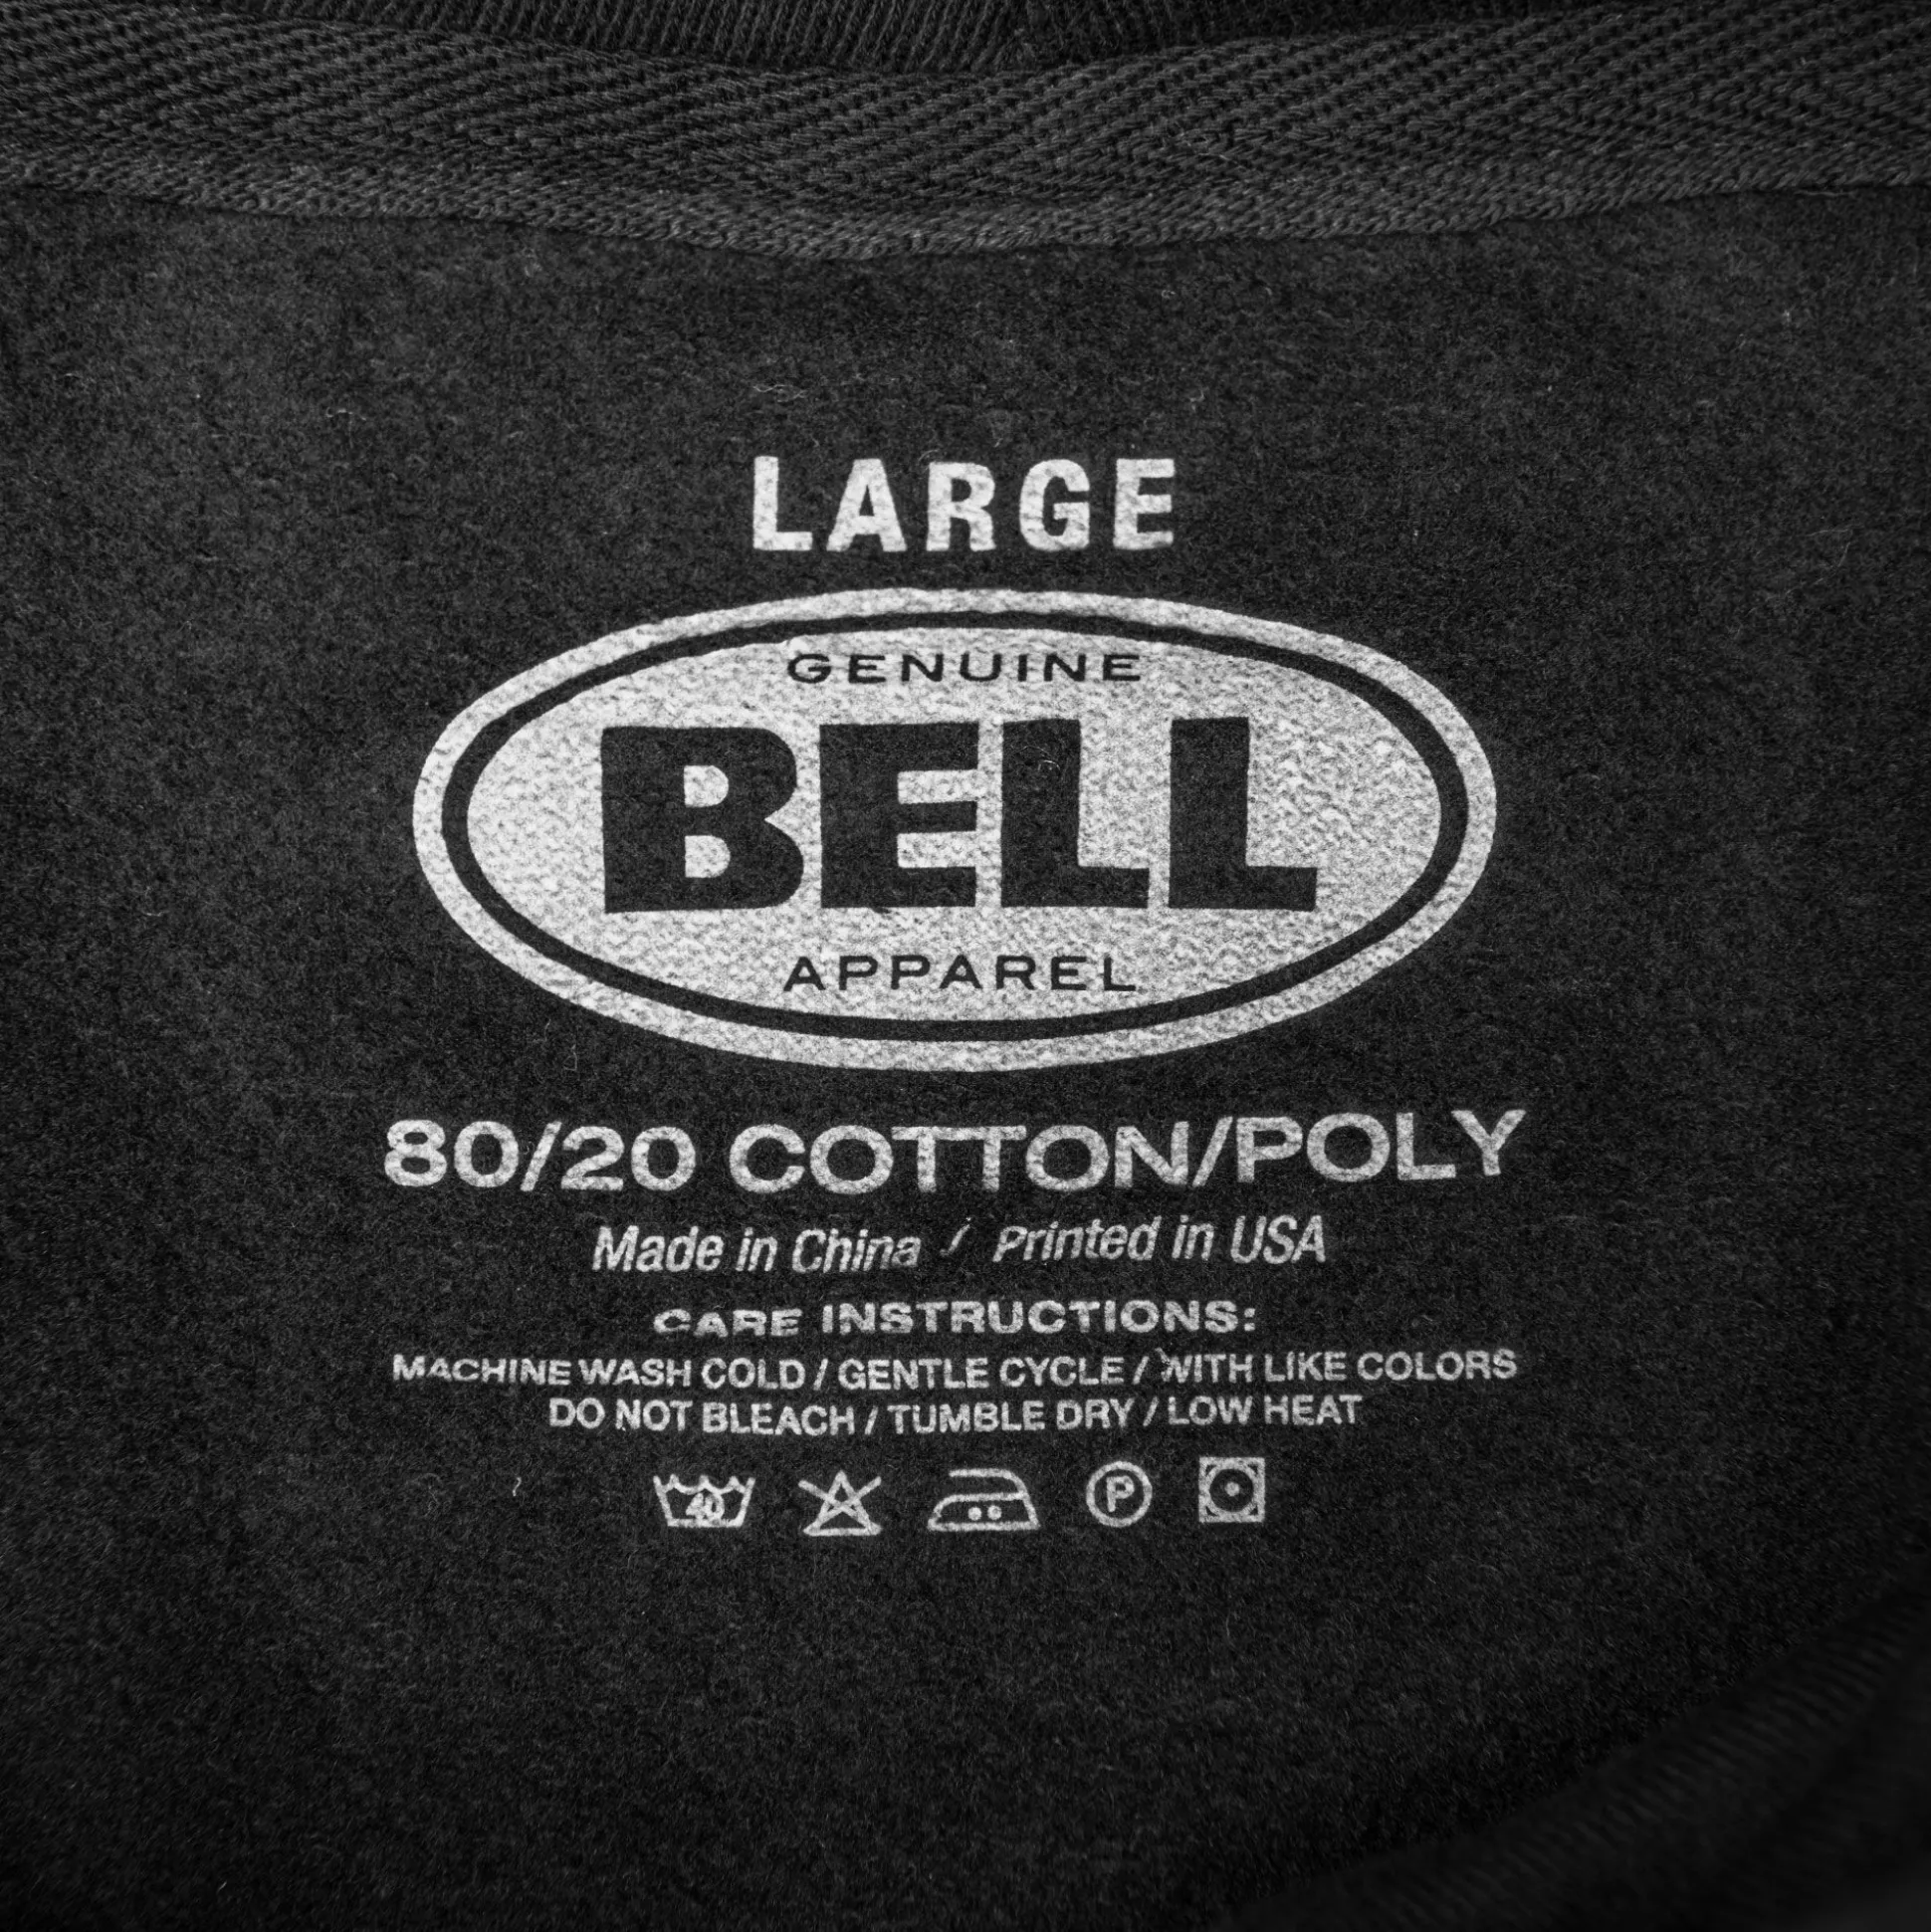 LARGE
GENUINE
BELL
APPAREL
80/20 COTTON/POLY
Made in China / Printed in USA
CARE INSTRUCTIONS:
MACHINE WASH COLD / GENTLE CYCLE / WITH LIKE COLORS
DO NOT BLEACH / TUMBLE DRY / LOW HEAT
40 P